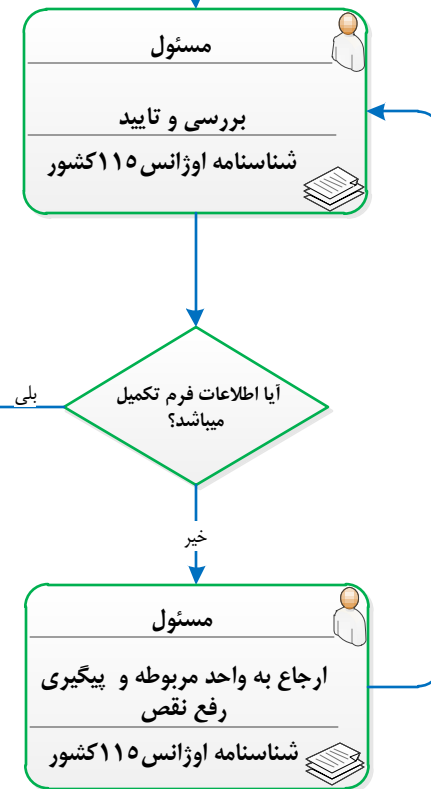 مسئول
بررسی و تایید
شناسنامه اوژانس۱۱۵کشور
آیا اطلاعات فرم تکمیل
میباشد؟
بلی
خیر
مسئول
ارجاع به واحد مربوطه و پیگیری
رفع نقص
شناسنامه اوژانس۱۱۵کشور